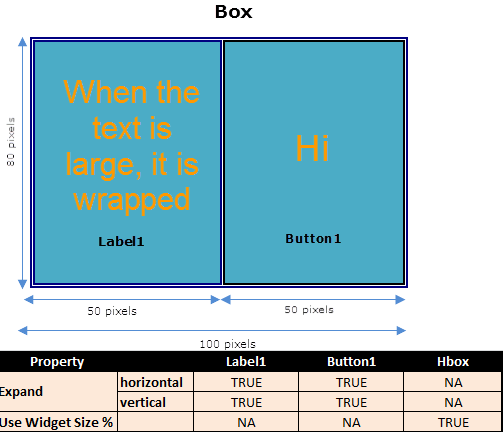 Box
80 pixels
When the
text is
large, it is
wrapped
Label1
Hi
Button1
50 pixels 50 pixels
100 pixels
Property Label1 Button1 Hbox
Expand
horizontal TRUE TRUE NA
vertical TRUE TRUE NA
Use Widget Size % NA NA TRUE